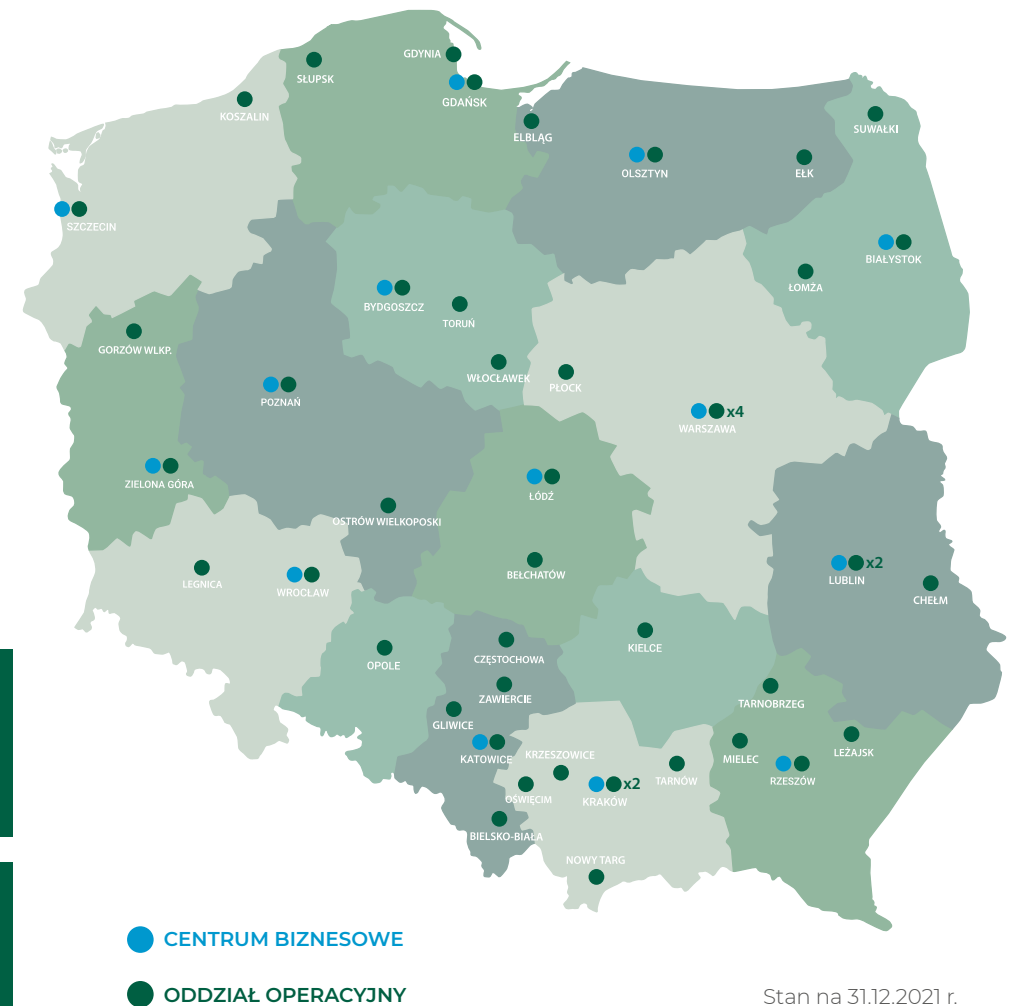 GDYNIA
SŁUPSK
GDAŃSK
KOSZALIN
ELBLĄG
SUWAŁKI
OLSZTYN
EŁK
SZCZECIN
BIAŁYSTOK
ŁOMŻA
BYDGOSZCZ
TORUŃ
GORZÓW WLKP.
WŁOCŁAWEK
PŁOCK
POZNAŃ
x4
WARSZAWA
ZIELONA GÓRA
ŁÓDŹ
OSTRÓW WIELKOPOSKI
x2
LUBLIN
BEŁCHATÓW
LEGNICA
WROCŁAW
CHEŁM
KIELCE
CZĘSTOCHOWA
OPOLE
ZAWIERCIE
TARNOBRZEG
GLIWICE
LEŻAJSK
KRZESZOWICE
KATOWICE
MIELEC
TARNÓW
RZESZÓW
x2
OŚWIĘCIM
KRAKÓW
BIELSKO-BIAŁA
NOWY TARG
CENTRUM BIZNESOWE
ODDZIAŁ OPERACYJNY
Stan na 31.12.2021 r.